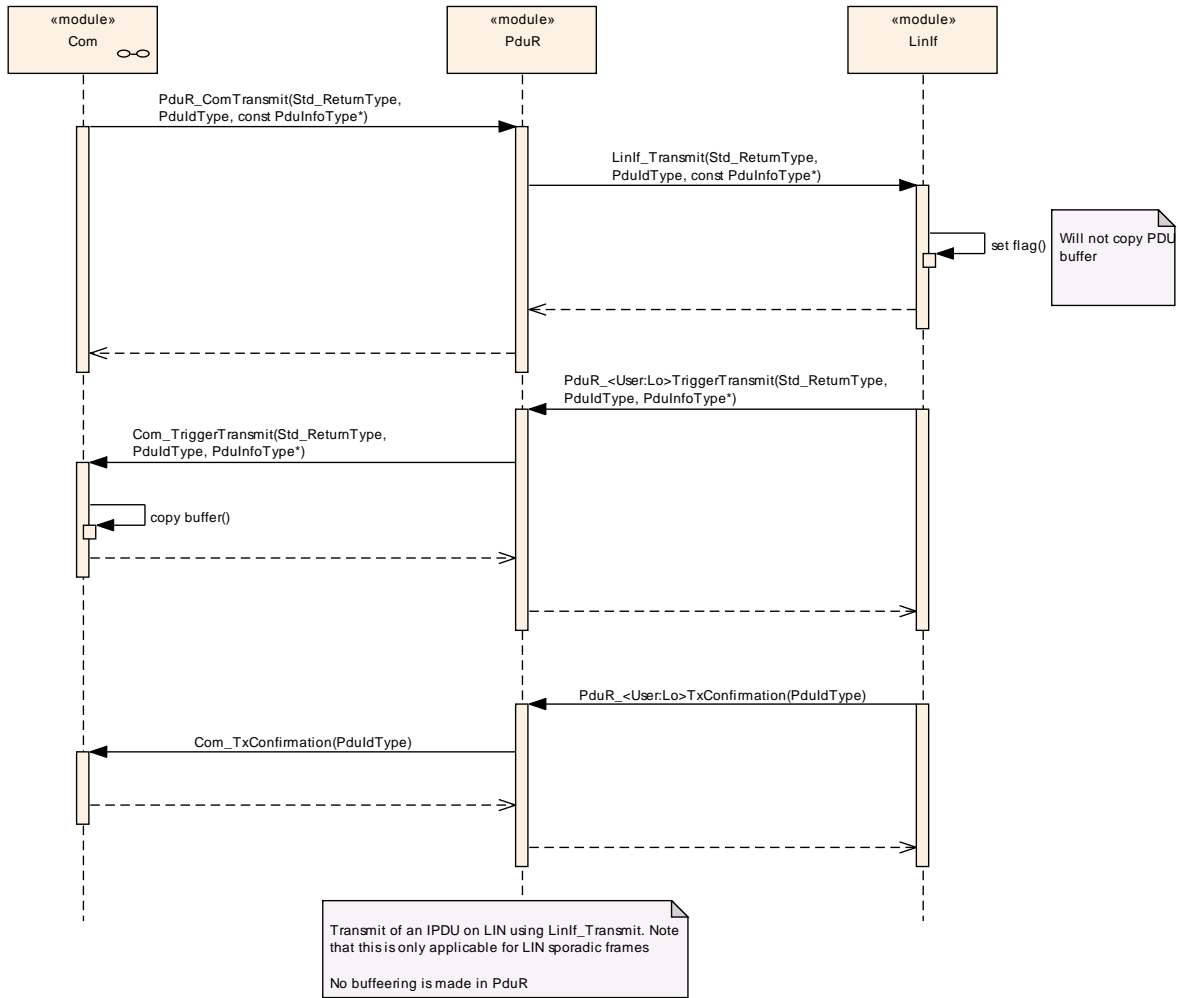 «module»
Com
«module»
PduR
«module»
LinIf
PduR_ComTransmit(Std_ReturnType,
PduIdType, const PduInfoType*)
LinIf_Transmit(Std_ReturnType,
PduIdType, const PduInfoType*)
set flag()
Will not copy PDU
buffer
PduR_<User:Lo>TriggerTransmit(Std_ReturnType,
PduIdType, PduInfoType*)
Com_TriggerTransmit(Std_ReturnType,
PduIdType, PduInfoType*)
copy buffer()
PduR_<User:Lo>TxConfirmation(PduIdType)
Com_TxConfirmation(PduIdType)
Transmit of an IPDU on LIN using LinIf_Transmit. Note
that this is only applicable for LIN sporadic frames
No buffeering is made in PduR